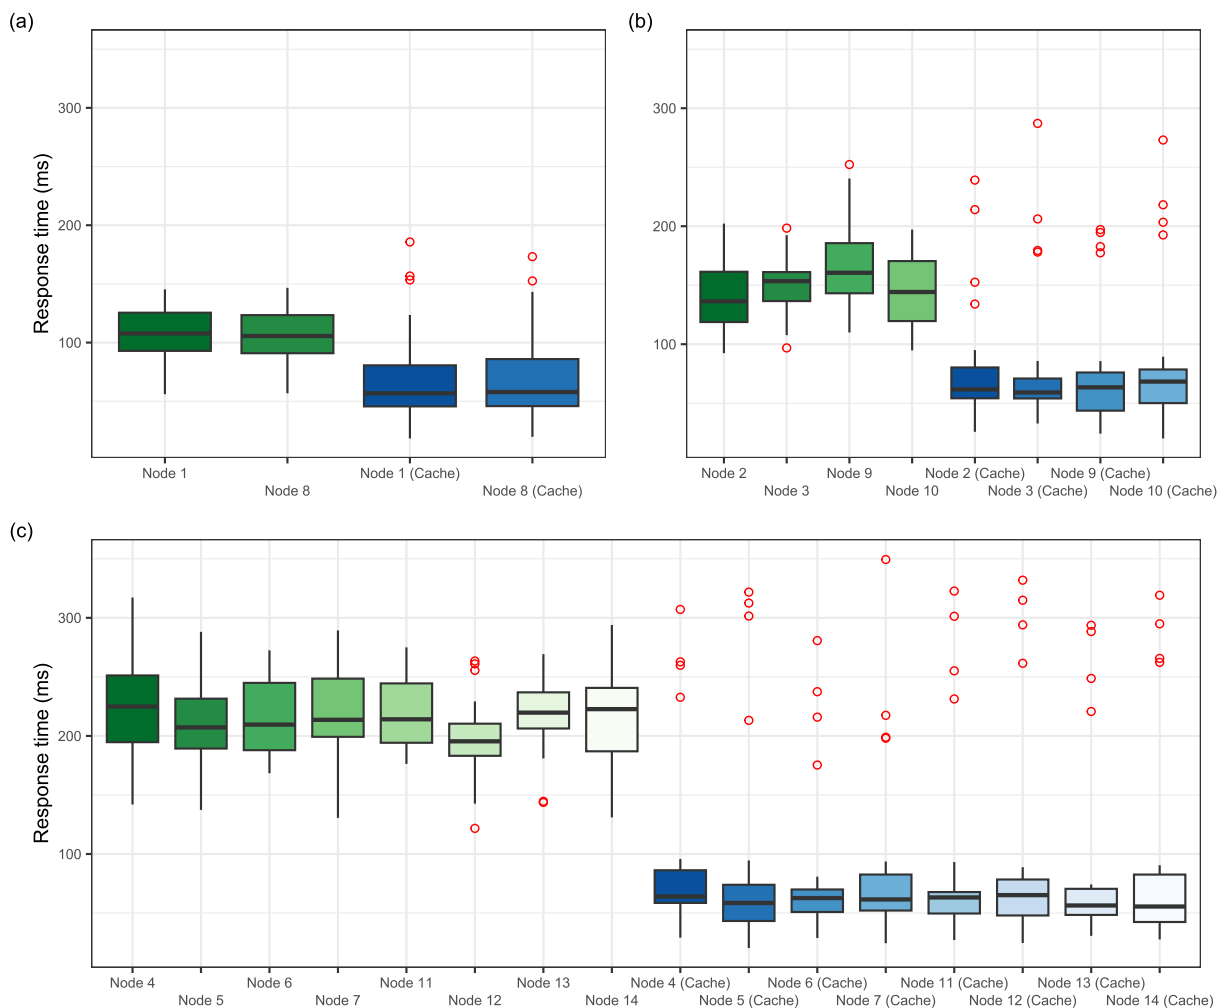 (a)
(b)
300
200
100
Response time (ms)
Node 1
Node 8
Node 1 (Cache)
Node 8 (Cache)
300
200
100
Node 2
Node 3
Node 9
Node 10
Node 2 (Cache)
Node 3 (Cache)
Node 9 (Cache)
Node 10 (Cache)
(c)
300
200
100
Response time (ms)
Node 4
Node 5
Node 6
Node 7
Node 11
Node 12
Node 13
Node 14
Node 4 (Cache)
Node 5 (Cache)
Node 6 (Cache)
Node 7 (Cache)
Node 11 (Cache)
Node 12 (Cache)
Node 13 (Cache)
Node 14 (Cache)